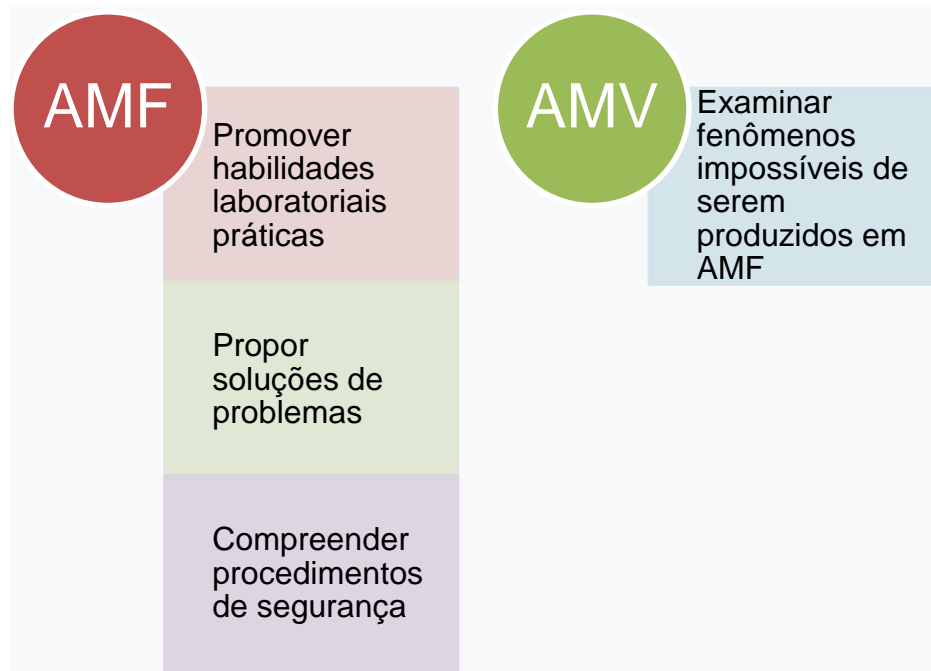 AMF
Promover
habilidades
laboratoriais
práticas
Propor
soluções de
problemas
Compreender
procedimentos
de segurança
AMV
Examinar
fenômenos
impossíveis de
serem
produzidos em
AMF